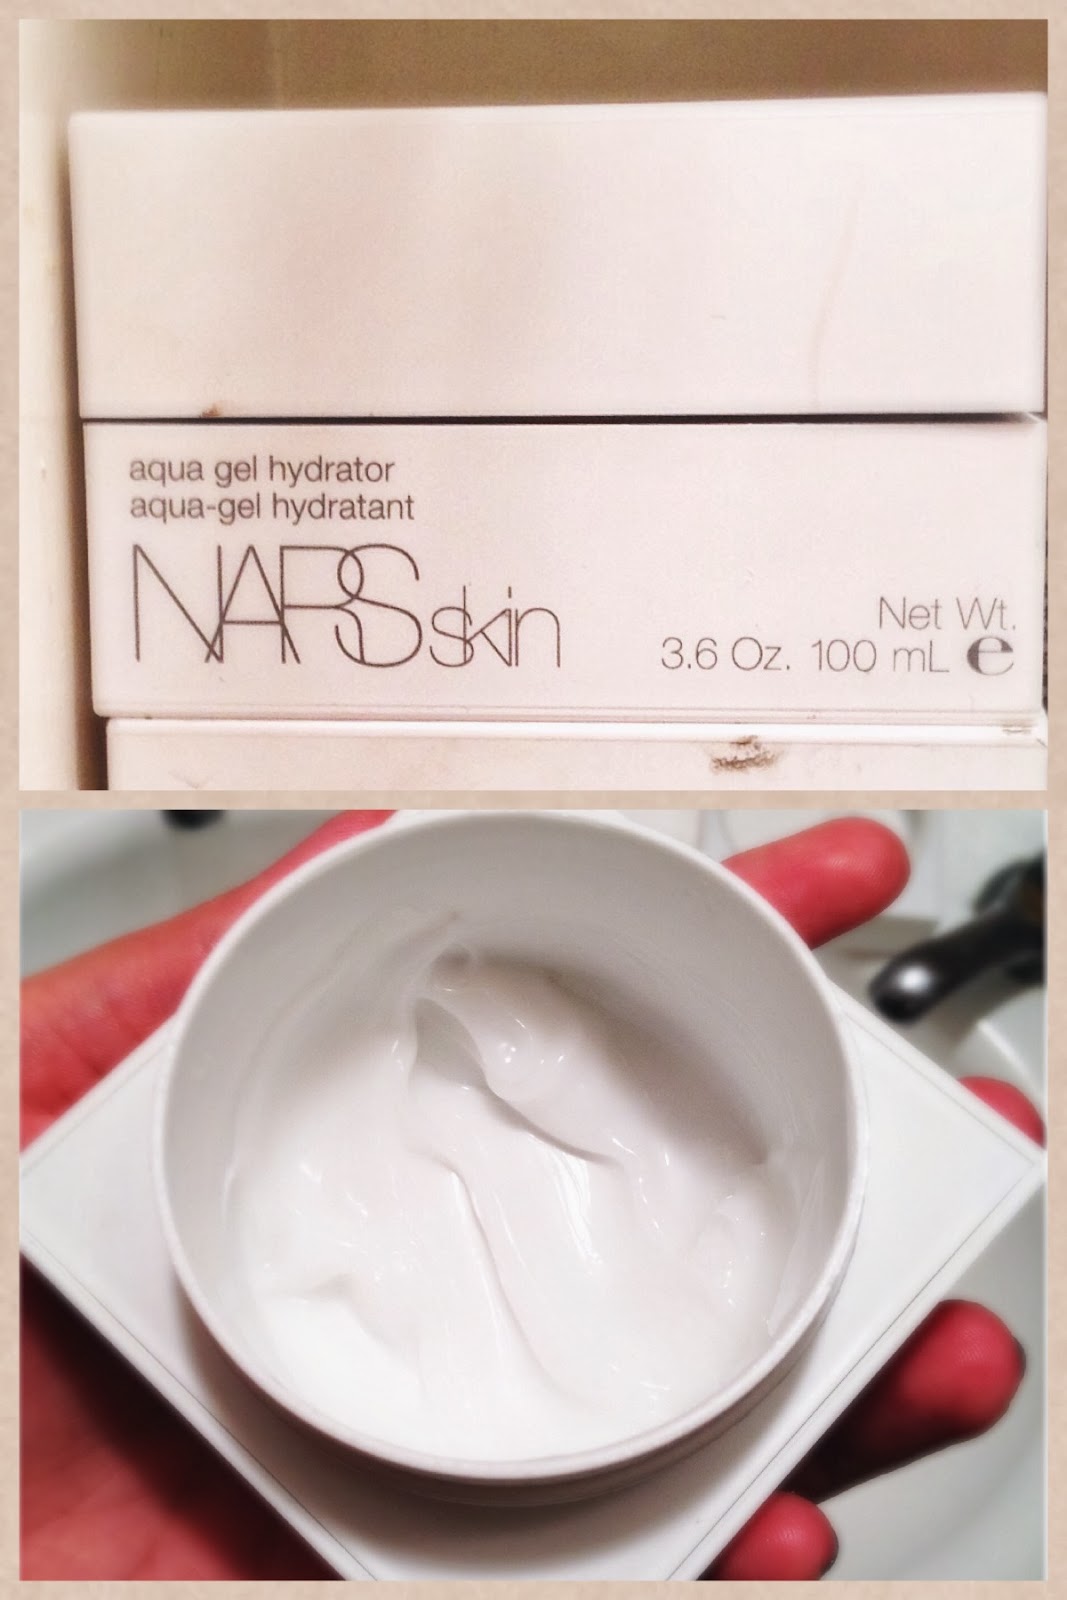 aqua gel hydrator
aqua-gel hydratant
NARSskin
Net Wt.
3.6 Oz. 100 mL e